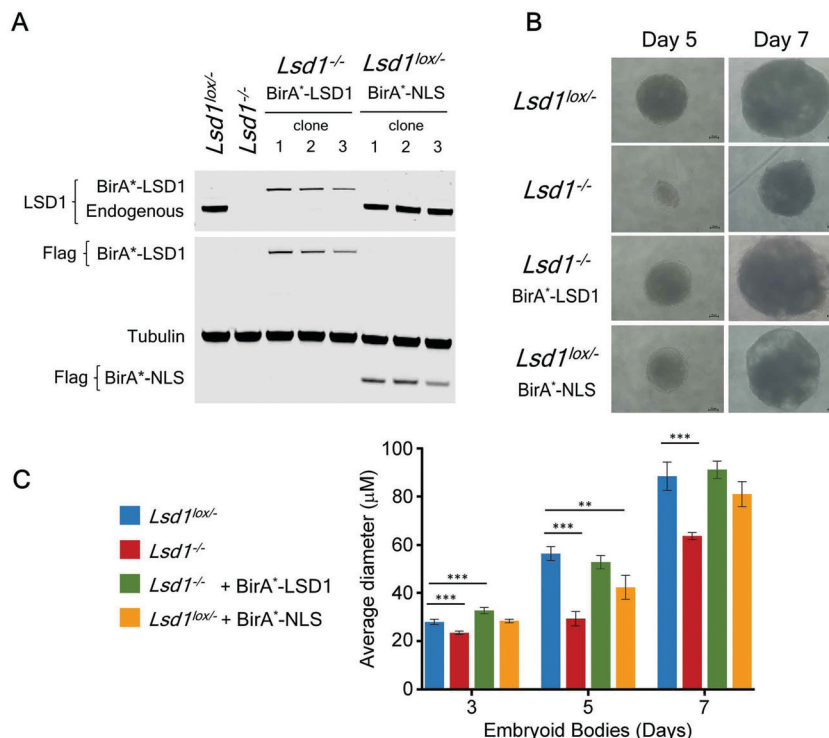 A
Lsd1lox/-
Lsd1-/-
Lsd1-/-
BirA*-LSD1
Lsd1lox/-
BirA*-NLS
clone
clone
1 2 3 1 2 3
LSD1
BirA*-LSD1
Endogenous
Flag BirA*-LSD1
Tubulin
Flag BirA*-NLS
B
Day 5 Day 7
Lsd1lox/-
Lsd1-/-
Lsd1-/-
BirA*-LSD1
Lsd1lox/-
BirA*-NLS
C
Lsd1lox/-
Lsd1-/-
Lsd1-/- + BirA*-LSD1
Lsd1lox/- + BirA*-NLS
Average diameter (μM)
100
80
60
40
20
0
***
***
***
**
***
3 5 7
Embryoid Bodies (Days)